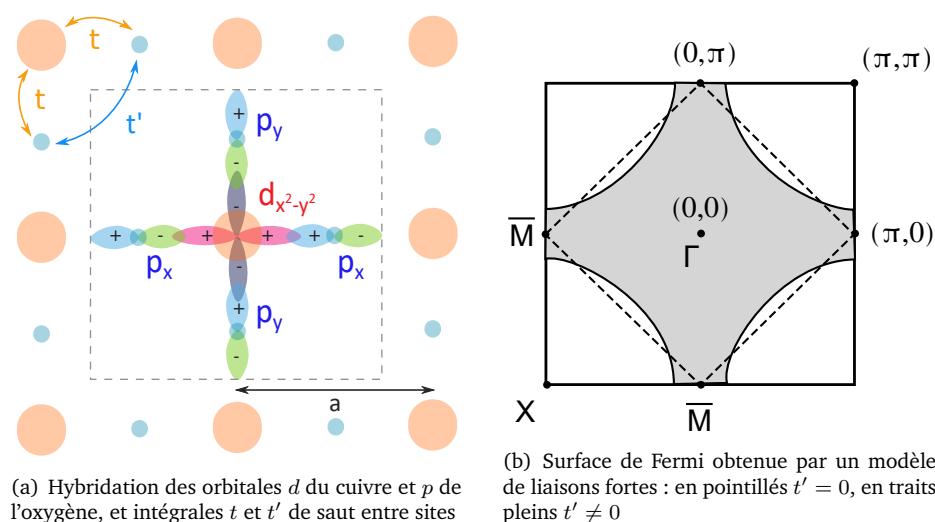 t
t
t'
+
p_y
-
d_{x²-y²}
-
+ - + + + -
p_x
p_x
-
+
p_y
-
a
(0,π)
(π,π)
(0,0)
M̅
Γ
(π,0)
X
M̅
(a) Hybridation des orbitales d du cuivre et p de
l'oxygène, et intégrales t et t′ de saut entre sites
(b) Surface de Fermi obtenue par un modèle
de liaisons fortes : en pointillés t′ = 0, en traits
pleins t′ ≠ 0